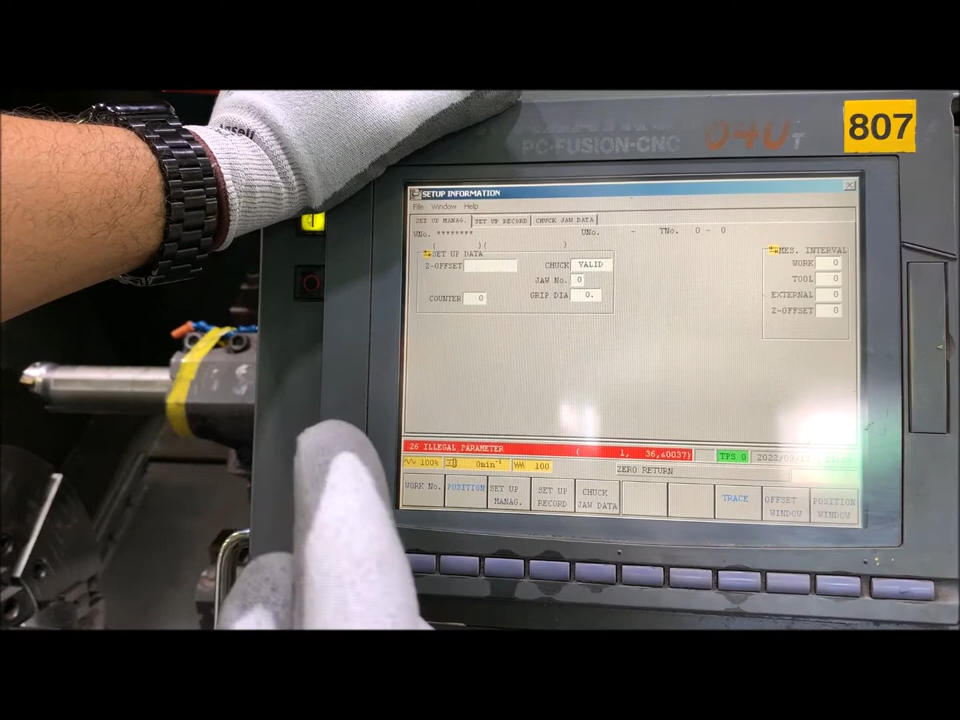 807
PC-FUSION-CNC
640T
SETUP INFORMATION
File Window Help
SET UP MANAG. SET UP RECORD CHUCK JAW DATA
WNo. ******** UNo. - TNo. 0 - 0
( )( )
SET UP DATA MES. INTERVAL
Z-OFFSET CHUCK VALID WORK 0
JAW No. 0 TOOL 0
COUNTER 0 GRIP DIA 0. EXTERNAL 0
Z-OFFSET 0
26 ILLEGAL PARAMETER ( 1, 36,40037) TPS 0
100% 0min⁻¹ 100 ZERO RETURN
WORK No. POSITION SET UP MANAG. SET UP RECORD CHUCK JAW DATA TRACE OFFSET WINDOW POSITION WINDOW